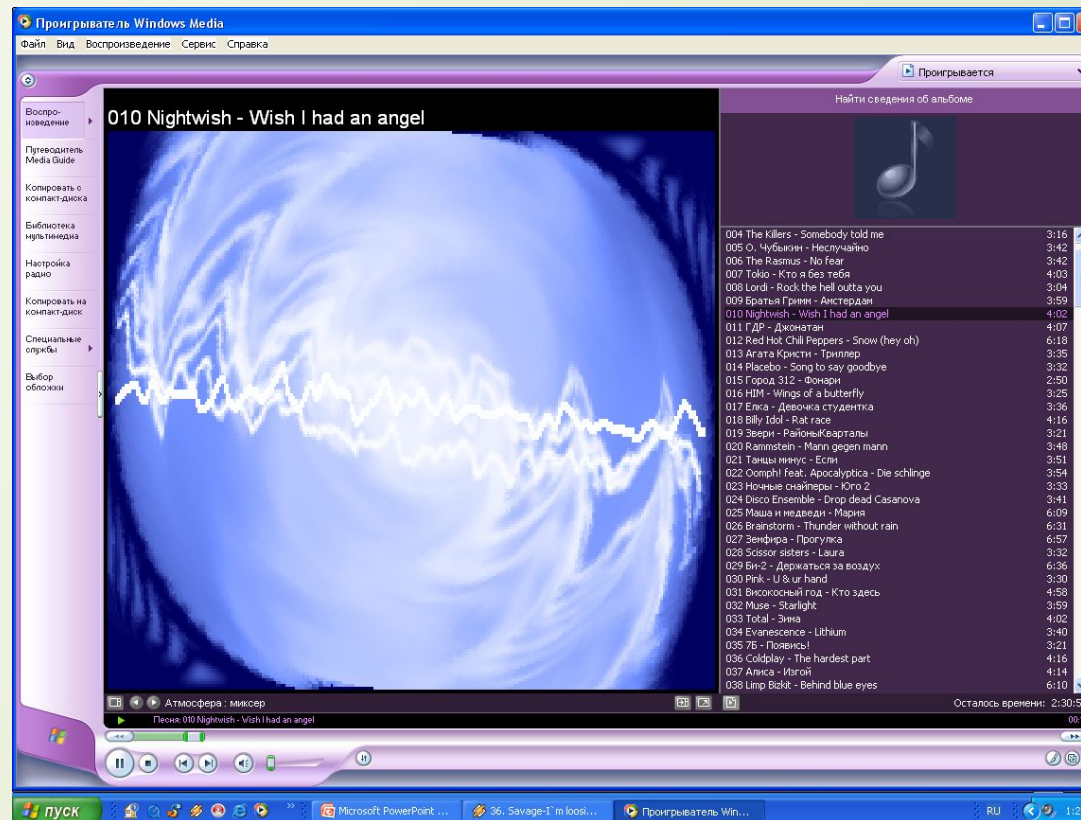 Проигрыватель Windows Media
Файл Вид Воспроизведение Сервис Справка
Проигрывается
Воспро-
изведение
Путеводитель
Media Guide
Копировать с
компакт-диска
Библиотека
мультимедиа
Настройка
радио
Копировать на
компакт-диск
Специальные
службы
Выбор
обложки
010 Nightwish - Wish I had an angel
Найти сведения об альбоме
004 The Killers - Somebody told me 3:16
005 О. Чубыкин - Неслучайно 3:42
006 The Rasmus - No fear 3:42
007 Tokio - Кто я без тебя 4:03
008 Lordi - Rock the hell outta you 3:04
009 Братья Гримм - Амстердам 3:59
010 Nightwish - Wish I had an angel 4:02
011 ГДР - Джонатан 4:07
012 Red Hot Chili Peppers - Snow (hey oh) 6:18
013 Агата Кристи - Триллер 3:35
014 Placebo - Song to say goodbye 3:32
015 Город 312 - Фонари 2:50
016 HIM - Wings of a butterfly 3:25
017 Елка - Девочка студентка 3:36
018 Billy Idol - Rat race 4:16
019 Звери - РайоныКварталы 3:21
020 Rammstein - Mann gegen mann 3:48
021 Танцы минус - Если 3:51
022 Oomph! feat. Apocalyptica - Die schlinge 3:54
023 Ночные снайперы - Юго 2 3:33
024 Disco Ensemble - Drop dead Casanova 3:41
025 Маша и медведи - Мария 6:09
026 Brainstorm - Thunder without rain 6:31
027 Земфира - Прогулка 6:57
028 Scissor sisters - Laura 3:32
029 Би-2 - Держаться за воздух 6:36
030 Pink - U & ur hand 3:30
031 Високосный год - Кто здесь 4:58
032 Muse - Starlight 3:59
033 Total - Зима 4:02
034 Evanescence - Lithium 3:40
035 7Б - Появись! 3:21
036 Coldplay - The hardest part 4:16
037 Алиса - Изгой 4:14
038 Limp Bizkit - Behind blue eyes 6:10
Атмосфера : миксер
Осталось времени: 2:30:5
Песня: 010 Nightwish - Wish I had an angel 00:
пуск Microsoft PowerPoint ... 36. Savage-I`m loosi... Проигрыватель Win... RU 1:2